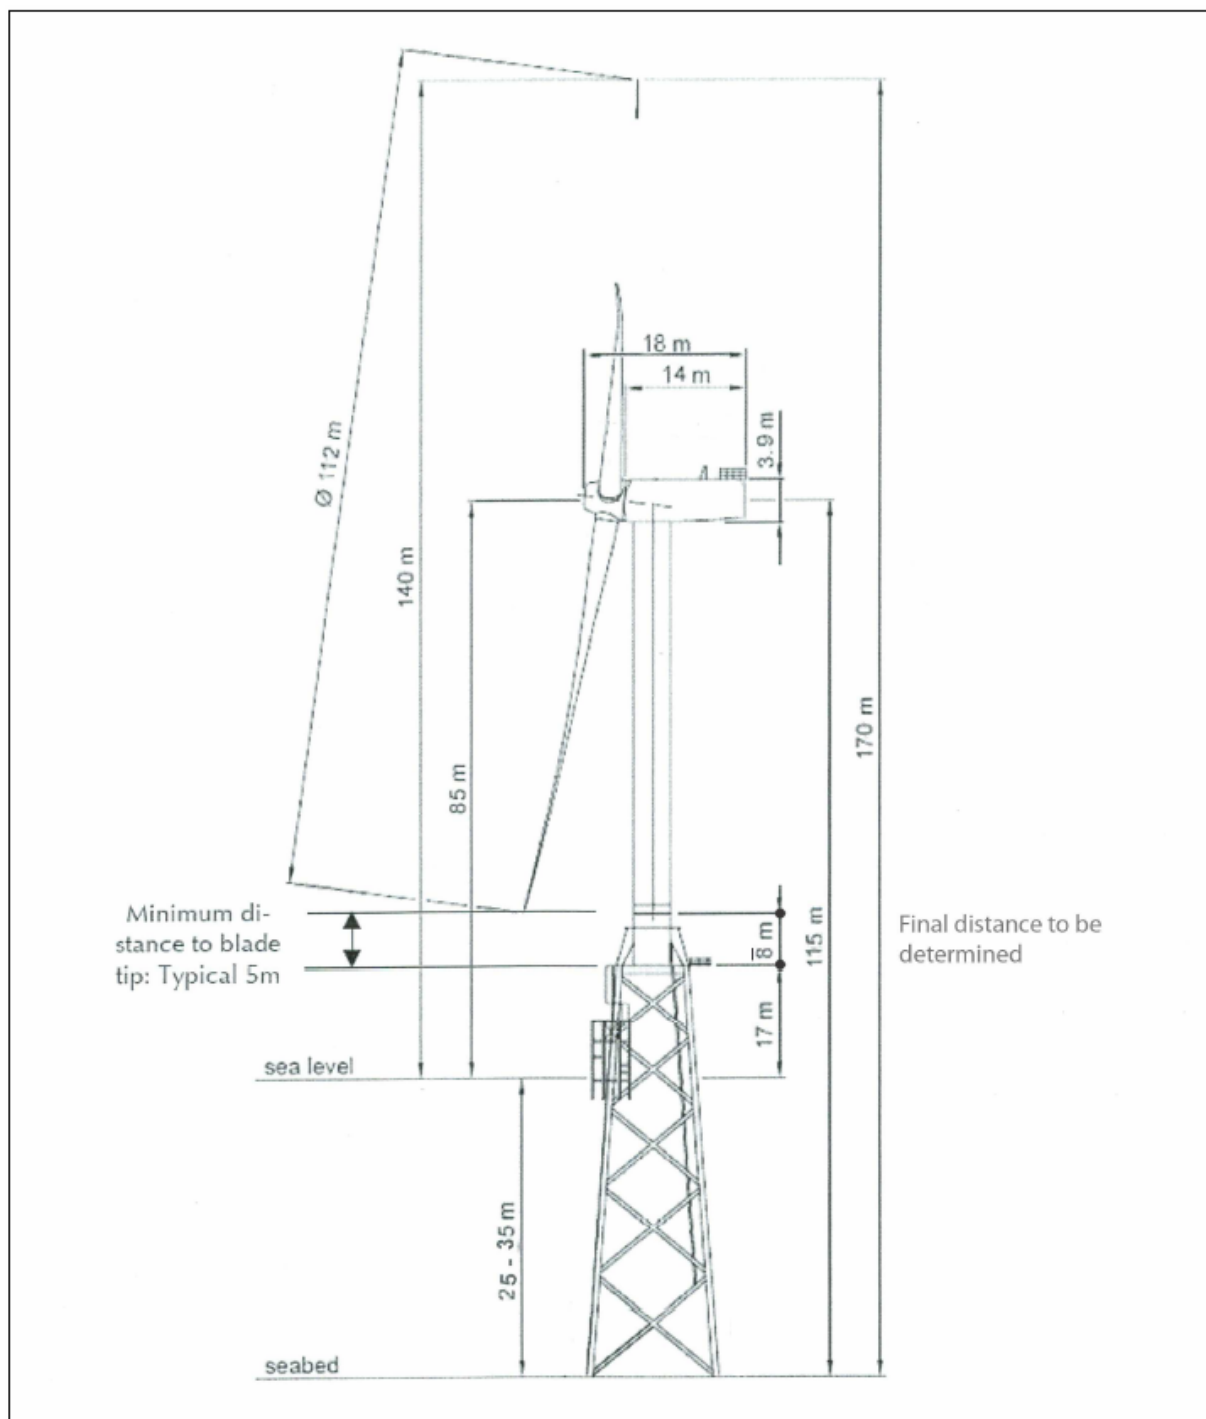 18 m
14 m
3.9 m
Ø 112 m
140 m
85 m
170 m
115 m
Minimum di-
stance to blade
tip: Typical 5m
8 m
Final distance to be
determined
17 m
sea level
25 - 35 m
seabed